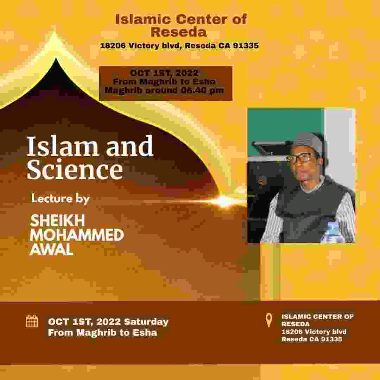 Islamic Center of
Reseda
18206 Victory blvd, Reseda CA 91335
OCT 1ST, 2022
From Maghrib to Esha
Maghrib around 06.40 pm
Islam and
Science
Lecture by
SHEIKH
MOHAMMED
AWAL
OCT 1ST, 2022 Saturday
From Maghrib to Esha
ISLAMIC CENTER OF
RESEDA
18206 Victory blvd
Reseda CA 91335